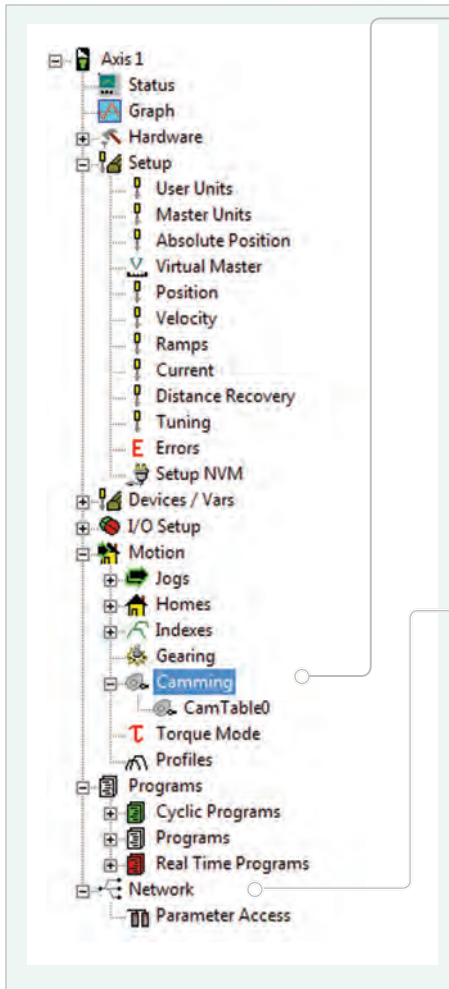 Axis 1
Status
Graph
Hardware
Setup
User Units
Master Units
Absolute Position
Virtual Master
Position
Velocity
Ramps
Current
Distance Recovery
Tuning
E Errors
Setup NVM
Devices / Vars
I/O Setup
Motion
Jogs
Homes
Indexes
Gearing
Camming
CamTable0
τ Torque Mode
Profiles
Programs
Cyclic Programs
Programs
Real Time Programs
Network
Parameter Access